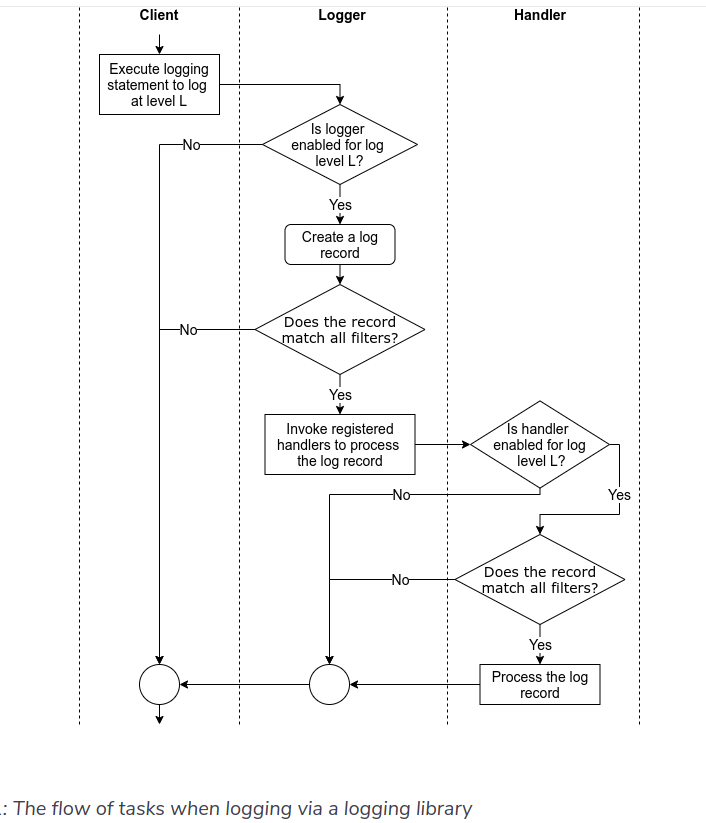 Client
Logger
Handler
Execute logging
statement to log
at level L
Is logger
enabled for log
level L?
No
Yes
Create a log
record
Does the record
match all filters?
No
Yes
Invoke registered
handlers to process
the log record
Is handler
enabled for log
level L?
No
Yes
Does the record
match all filters?
No
Yes
Process the log
record
: The flow of tasks when logging via a logging library